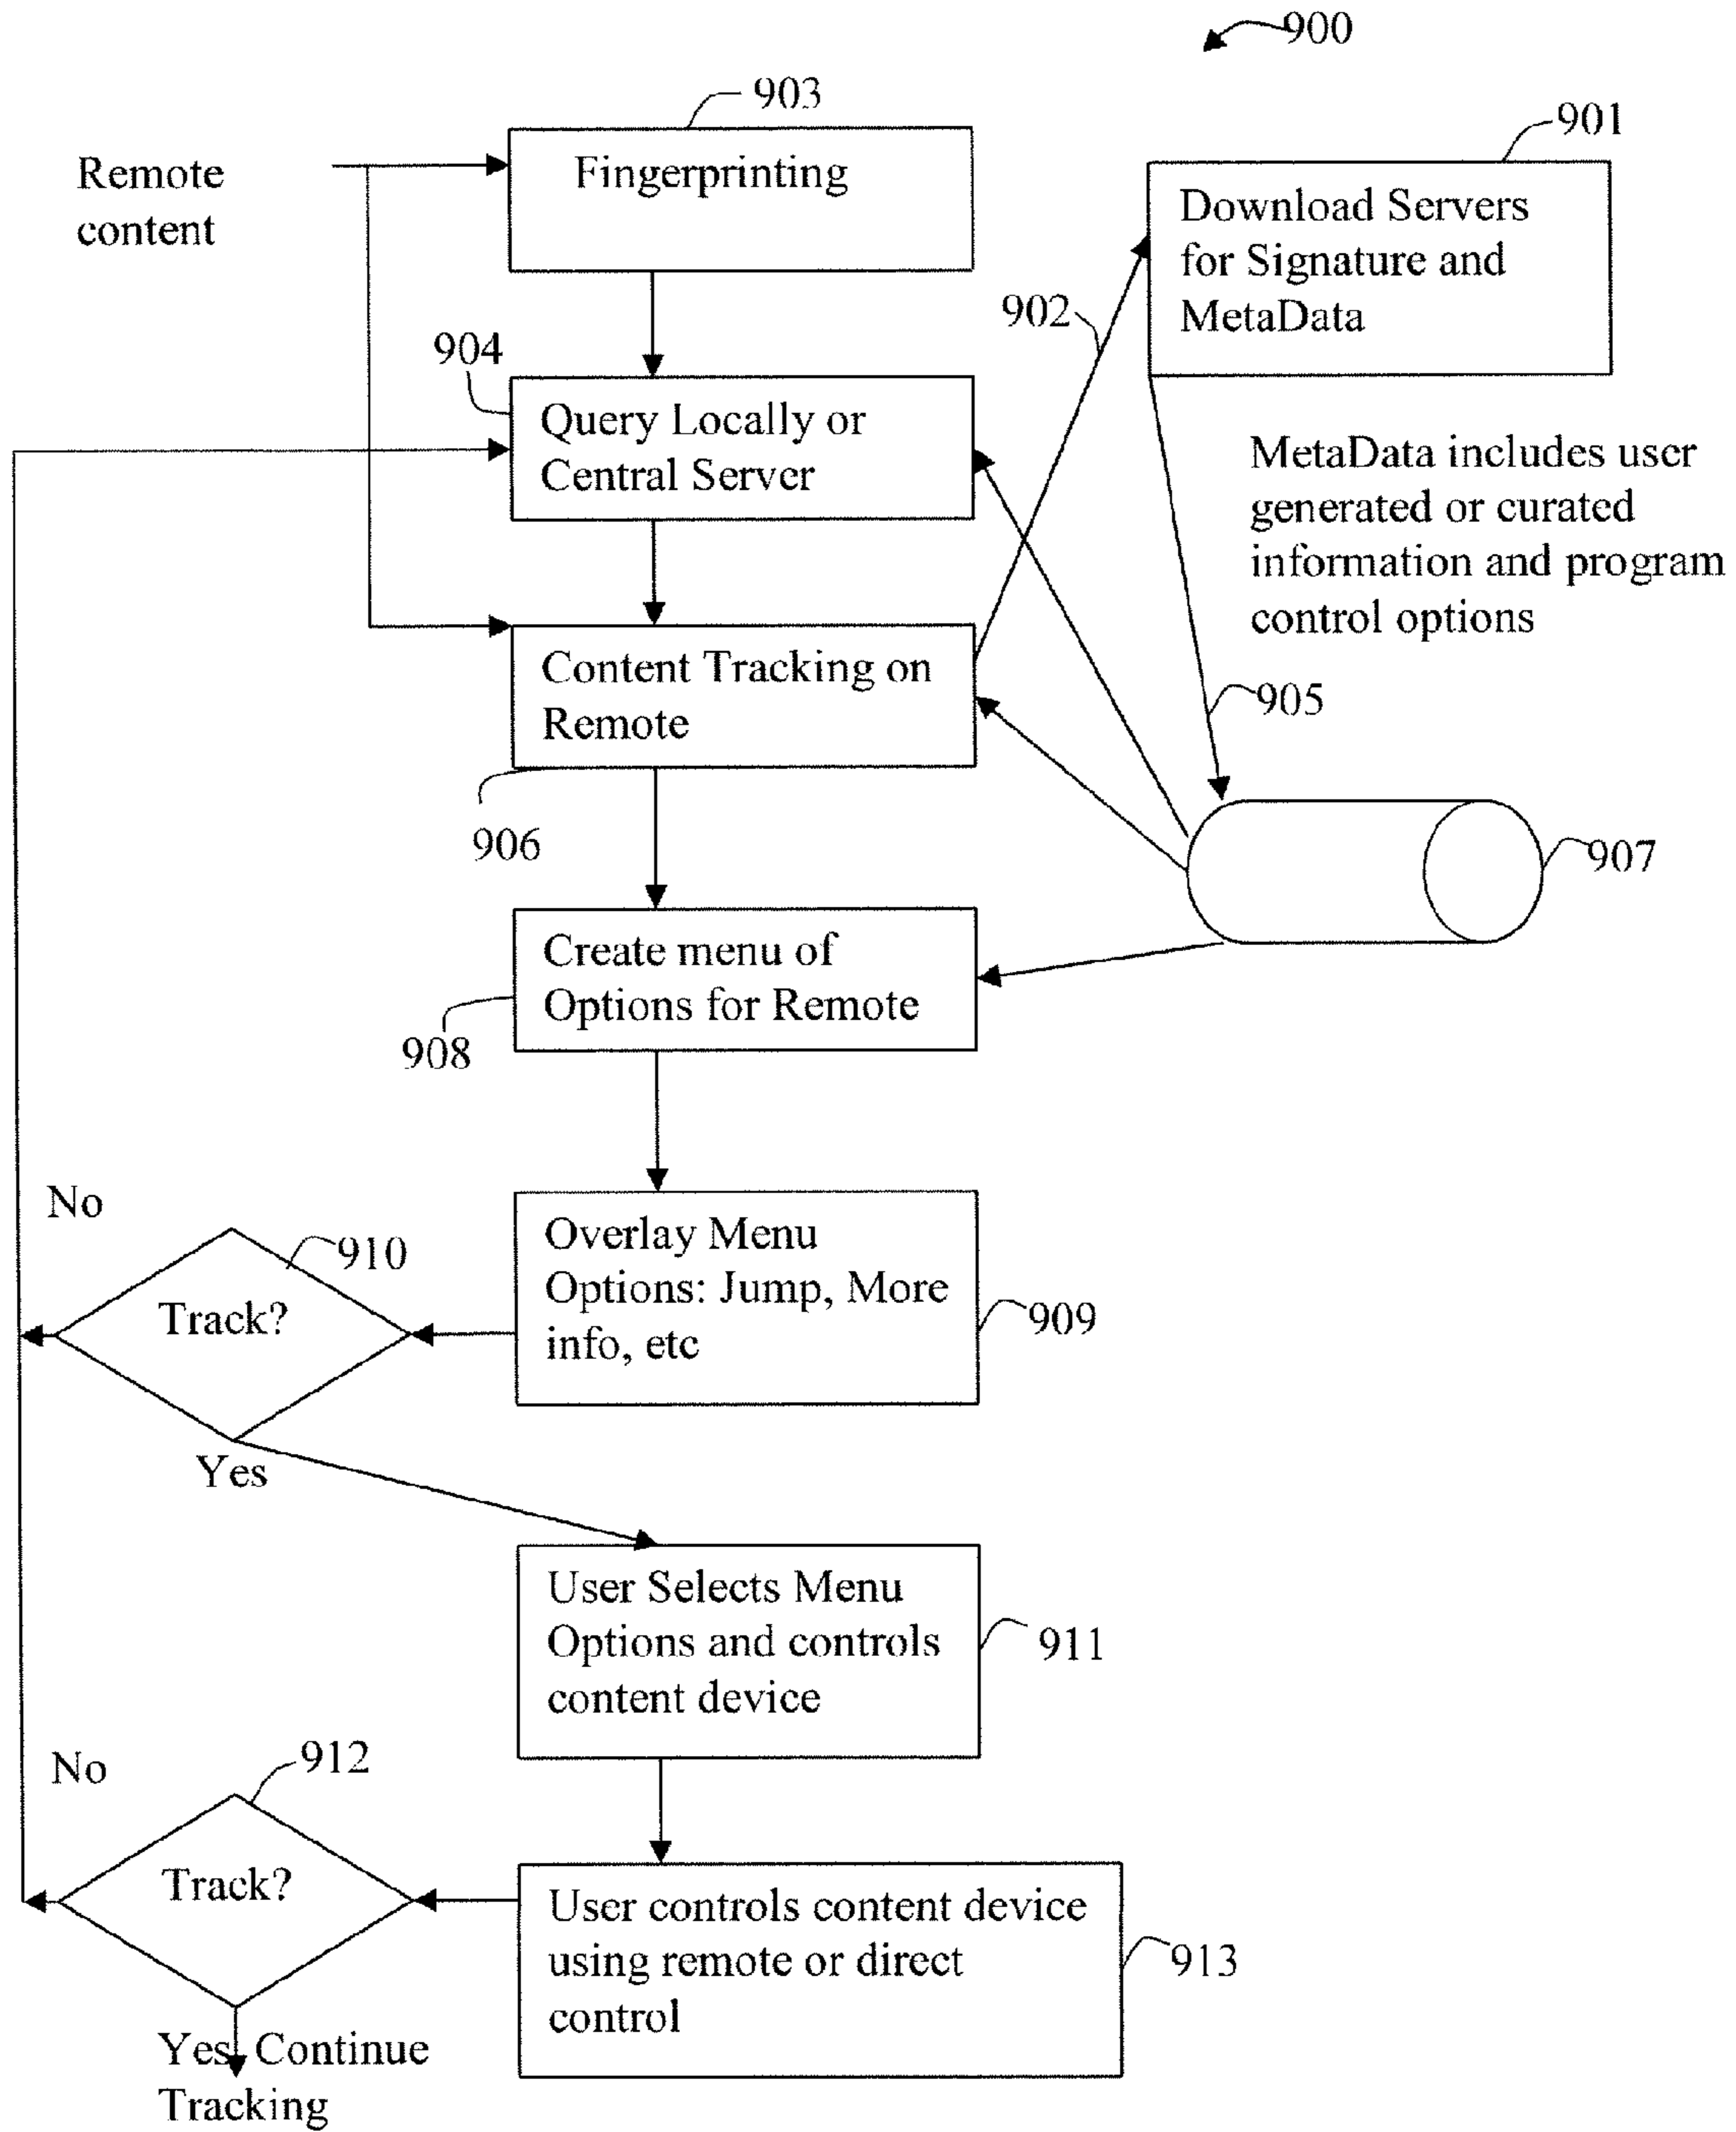 900
903
901
Remote
content
Fingerprinting
Download Servers
for Signature and
MetaData
902
904
Query Locally or
Central Server
MetaData includes user
generated or curated
information and program
control options
Content Tracking on
Remote
905
906
907
Create menu of
Options for Remote
908
No
910
Track?
Overlay Menu
Options: Jump, More
info, etc
909
Yes
User Selects Menu
Options and controls
content device
911
No
912
Track?
User controls content device
using remote or direct
control
913
Yes Continue
Tracking